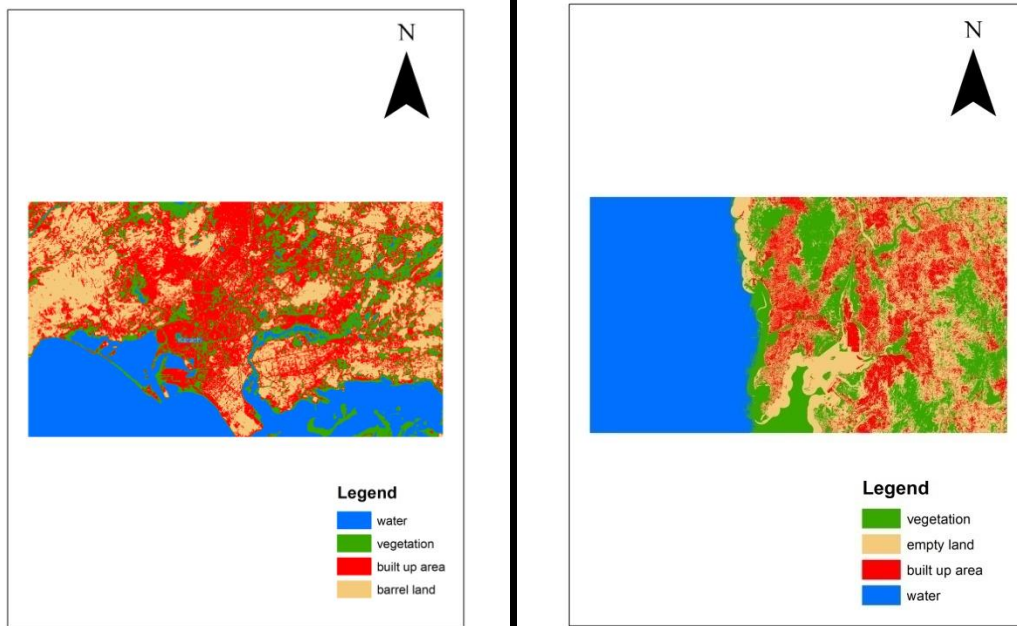 N
Legend
water
vegetation
built up area
barrel land
N
Legend
vegetation
empty land
built up area
water